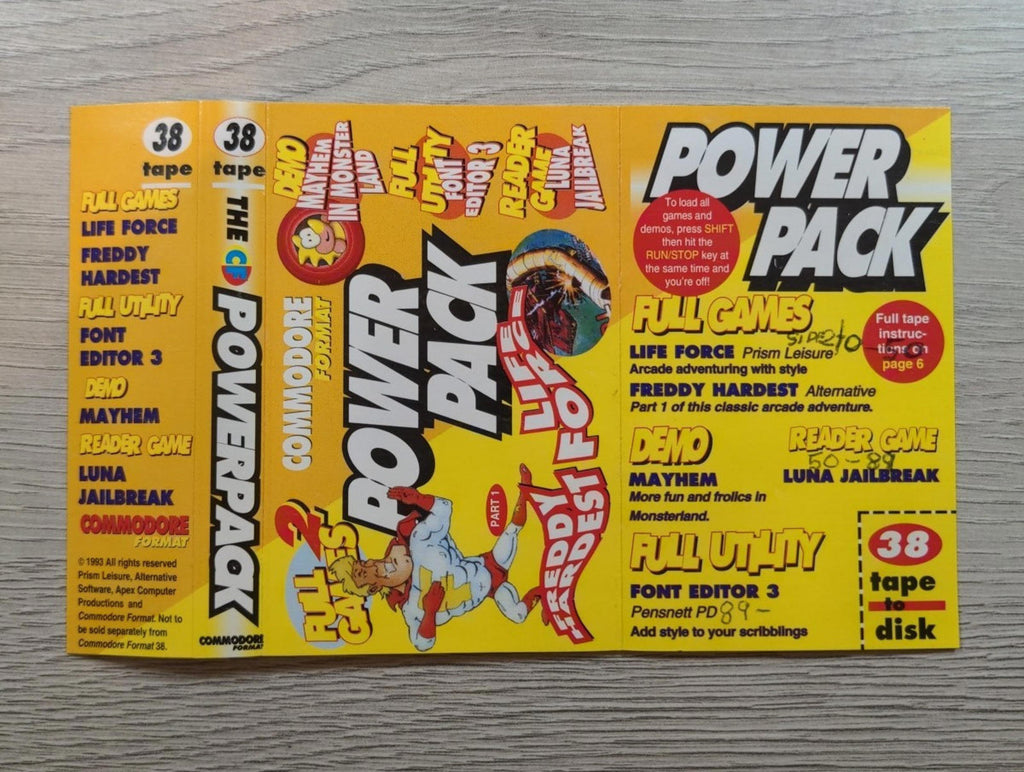 38
tape
FULL GAMES
LIFE FORCE
FREDDY
HARDEST
FULL UTILITY
FONT
EDITOR 3
DEMO
MAYHEM
READER GAME
LUNA
JAILBREAK
COMMODORE
FORMAT
© 1993 All rights reserved
Prism Leisure, Alternative
Software, Apex Computer
Productions and
Commodore Format. Not to
be sold separately from
Commodore Format 38.
38
tape
THE CF POWERPACK
COMMODORE
FORMAT
DEMO
MAYHEM
IN MONSTER
LAND
FULL
UTILITY
FONT
EDITOR 3
READER
GAME
LUNA
JAILBREAK
COMMODORE
FORMAT
POWER
PACK
LIFE
FORCE
2
FULL
GAMES
PART 1
FREDDY
HARDEST
POWER
PACK
To load all
games and
demos, press SHIFT
then hit the
RUN/STOP key at
the same time and
you're off!
FULL GAMES
Full tape
instruc-
tions on
page 6
SIDE2
LIFE FORCE Prism Leisure
Arcade adventuring with style
FREDDY HARDEST Alternative
Part 1 of this classic arcade adventure.
DEMO
MAYHEM
More fun and frolics in
Monsterland.
READER GAME
50-89
LUNA JAILBREAK
FULL UTILITY
FONT EDITOR 3
Pensnett PD 89-
Add style to your scribblings
38
tape
to
disk